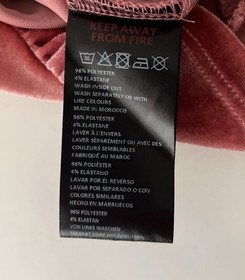 KEEP AWAY
FROM FIRE
96% POLYESTER
4% ELASTANE
WASH INSIDE OUT
WASH SEPARATELY OR WITH
LIKE COLOURS
MADE IN MOROCCO
96% POLYESTER
4% ELASTANE
LAVER À L'ENVERS
LAVER SÉPARÉMENT OU AVEC DES
COULEURS SEMBLABLES
FABRIQUÉ AU MAROC
96% POLIÉSTER
4% ELASTANO
LAVAR POR EL REVERSO
LAVAR POR SEPARADO O CON
COLORES SIMILARES
HECHO EN MARRUECOS
96% POLYESTER
4% ELASTAN
VON LINKS WASCHEN